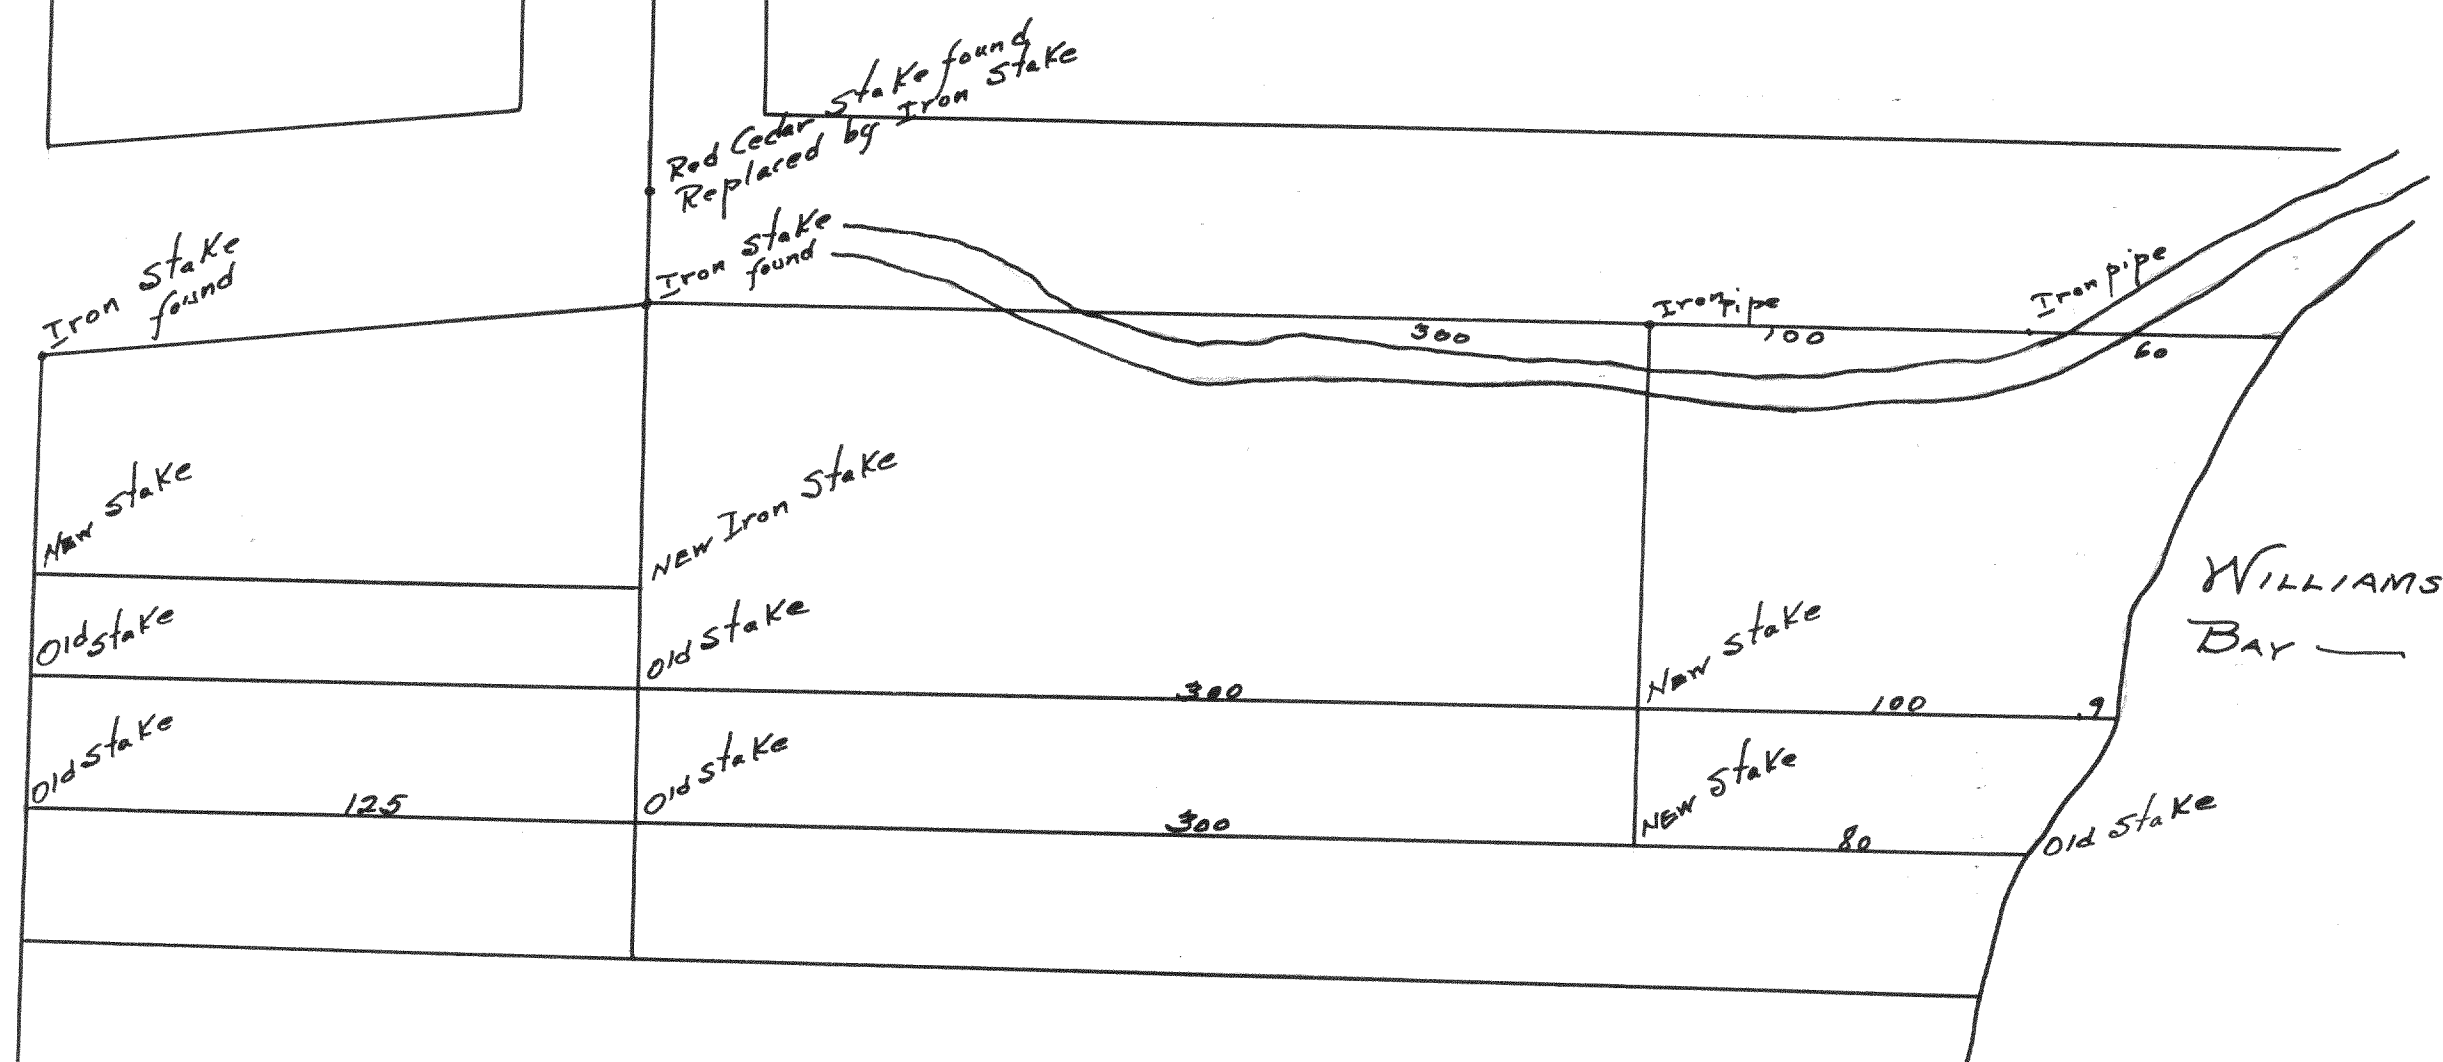 Red Cedar Stake found
Replaced by Iron Stake
Iron Stake
found
Iron Stake
found
Iron pipe
Iron pipe
300
100
60
New Stake
New Iron Stake
Old Stake
Old Stake
New Stake
300
100
.9
Old Stake
Old Stake
New Stake
125
300
80
Old Stake
WILLIAMS
BAY